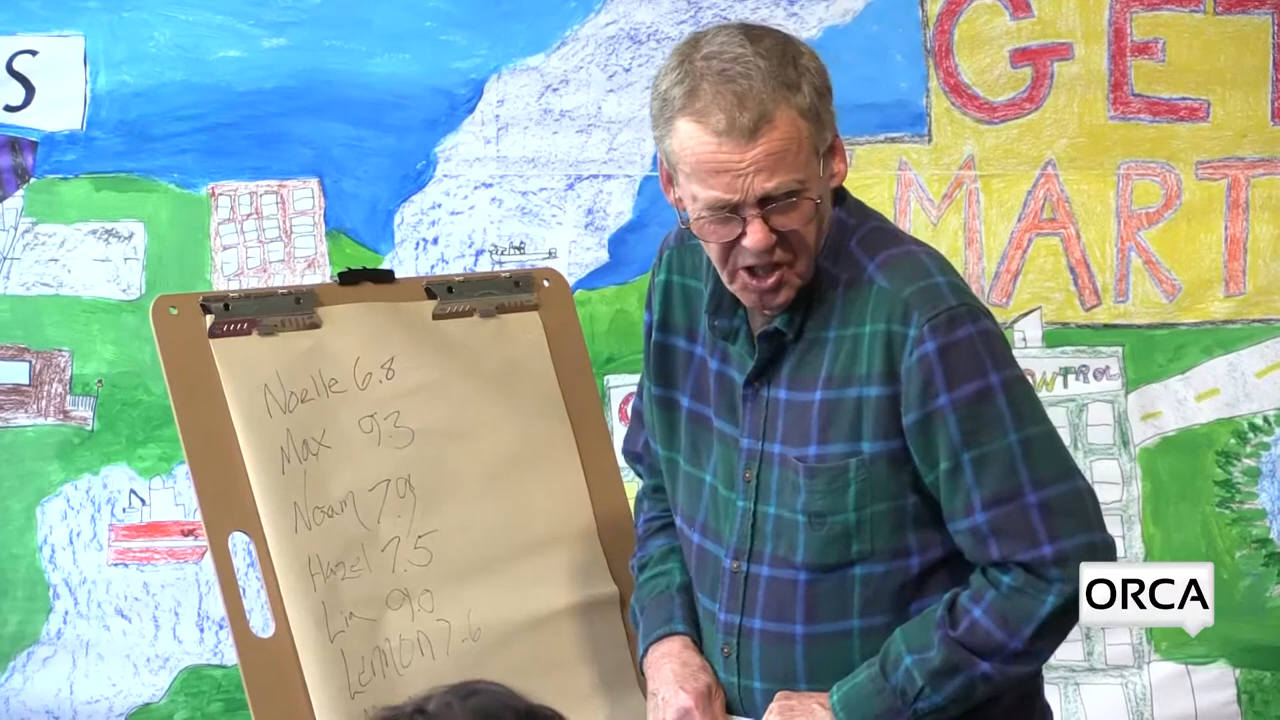 S
GET
MART
Noelle 6.8
Max 9.3
Noam 7.9
Hazel 7.5
Lia 9.0
Lemon 7.6
ONTROL
ORCA